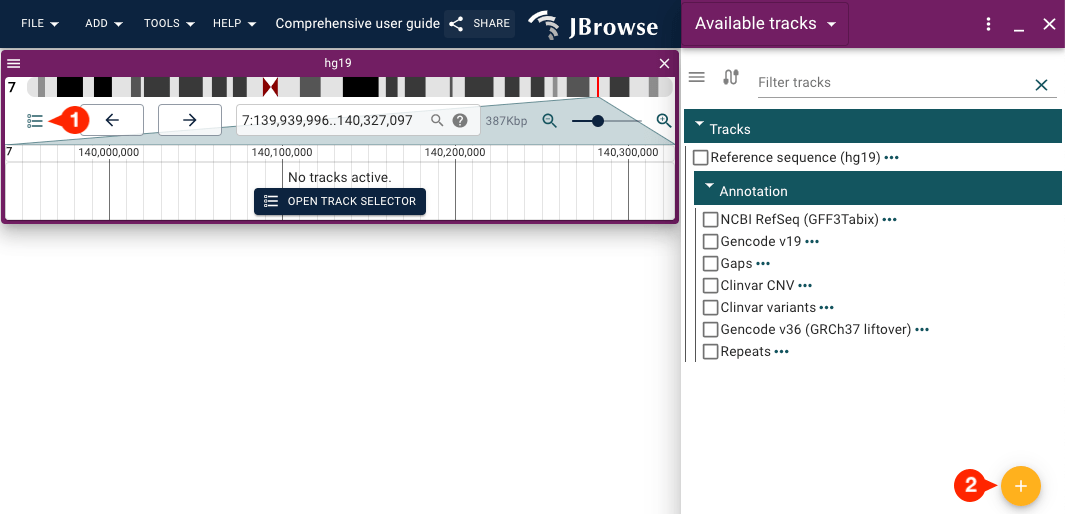 FILE ADD TOOLS HELP Comprehensive user guide SHARE JBrowse
Available tracks
hg19
7
1
7:139,939,996..140,327,097
387Kbp
7 140,000,000 140,100,000 140,200,000 140,300,000
No tracks active.
OPEN TRACK SELECTOR
Filter tracks
Tracks
Reference sequence (hg19)
Annotation
NCBI RefSeq (GFF3Tabix)
Gencode v19
Gaps
Clinvar CNV
Clinvar variants
Gencode v36 (GRCh37 liftover)
Repeats
2